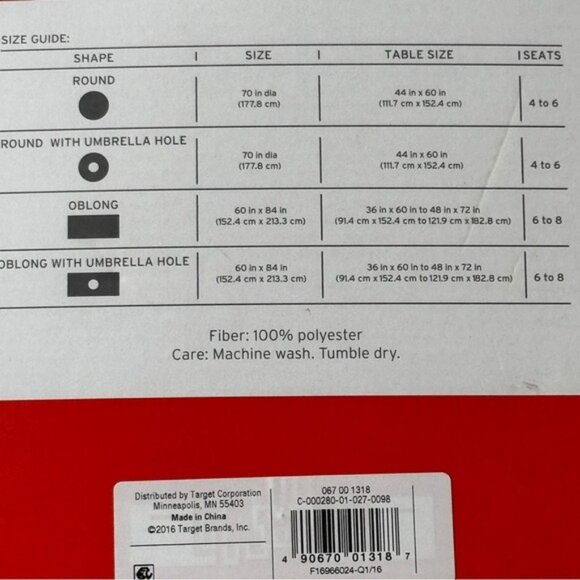 SIZE GUIDE:
SHAPE | SIZE | TABLE SIZE | SEATS
ROUND
70 in dia
(177.8 cm)
44 in x 60 in
(111.7 cm x 152.4 cm)
4 to 6
ROUND WITH UMBRELLA HOLE
70 in dia
(177.8 cm)
44 in x 60 in
(111.7 cm x 152.4 cm)
4 to 6
OBLONG
60 in x 84 in
(152.4 cm x 213.3 cm)
36 in x 60 in to 48 in x 72 in
(91.4 cm x 152.4 cm to 121.9 cm x 182.8 cm)
6 to 8
OBLONG WITH UMBRELLA HOLE
60 in x 84 in
(152.4 cm x 213.3 cm)
36 in x 60 in to 48 in x 72 in
(91.4 cm x 152.4 cm to 121.9 cm x 182.8 cm)
6 to 8
Fiber: 100% polyester
Care: Machine wash. Tumble dry.
Distributed by Target Corporation
Minneapolis, MN 55403
Made in China
©2016 Target Brands, Inc.
067 00 1318
C-000280-01-027-0098
4 90670 01318 7
F16966024-Q1/16